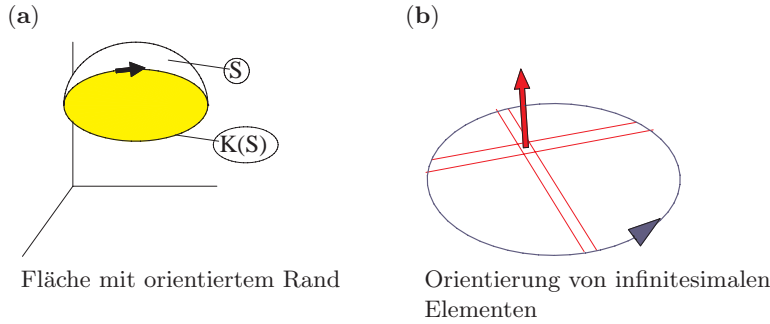 (a)
(b)
S
K(S)
Fläche mit orientiertem Rand
Orientierung von infinitesimalen
Elementen